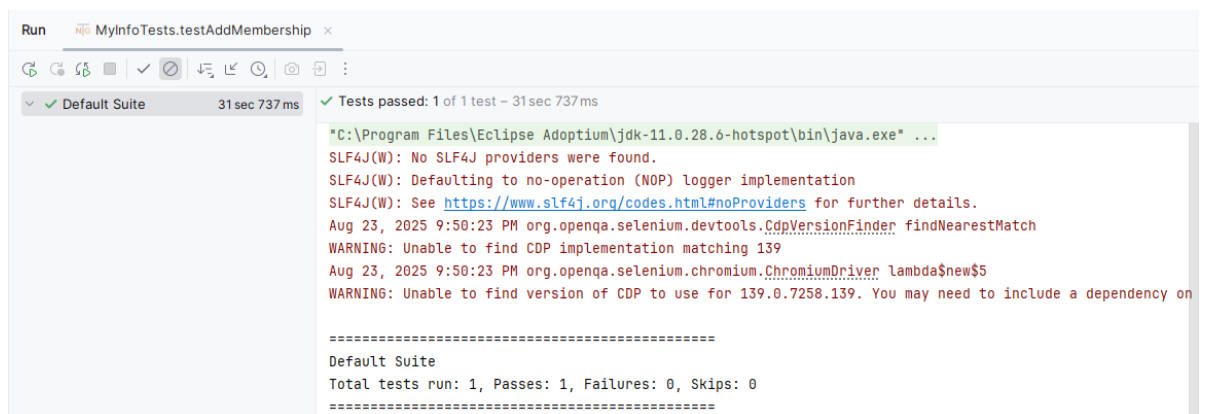 Run MyInfoTests.testAddMembership
Default Suite 31 sec 737 ms
Tests passed: 1 of 1 test – 31 sec 737 ms
"C:\Program Files\Eclipse Adoptium\jdk-11.0.28.6-hotspot\bin\java.exe" ...
SLF4J(W): No SLF4J providers were found.
SLF4J(W): Defaulting to no-operation (NOP) logger implementation
SLF4J(W): See https://www.slf4j.org/codes.html#noProviders for further details.
Aug 23, 2025 9:50:23 PM org.openqa.selenium.devtools.CdpVersionFinder findNearestMatch
WARNING: Unable to find CDP implementation matching 139
Aug 23, 2025 9:50:23 PM org.openqa.selenium.chromium.ChromiumDriver lambda$new$5
WARNING: Unable to find version of CDP to use for 139.0.7258.139. You may need to include a dependency on
===============================================
Default Suite
Total tests run: 1, Passes: 1, Failures: 0, Skips: 0
===============================================